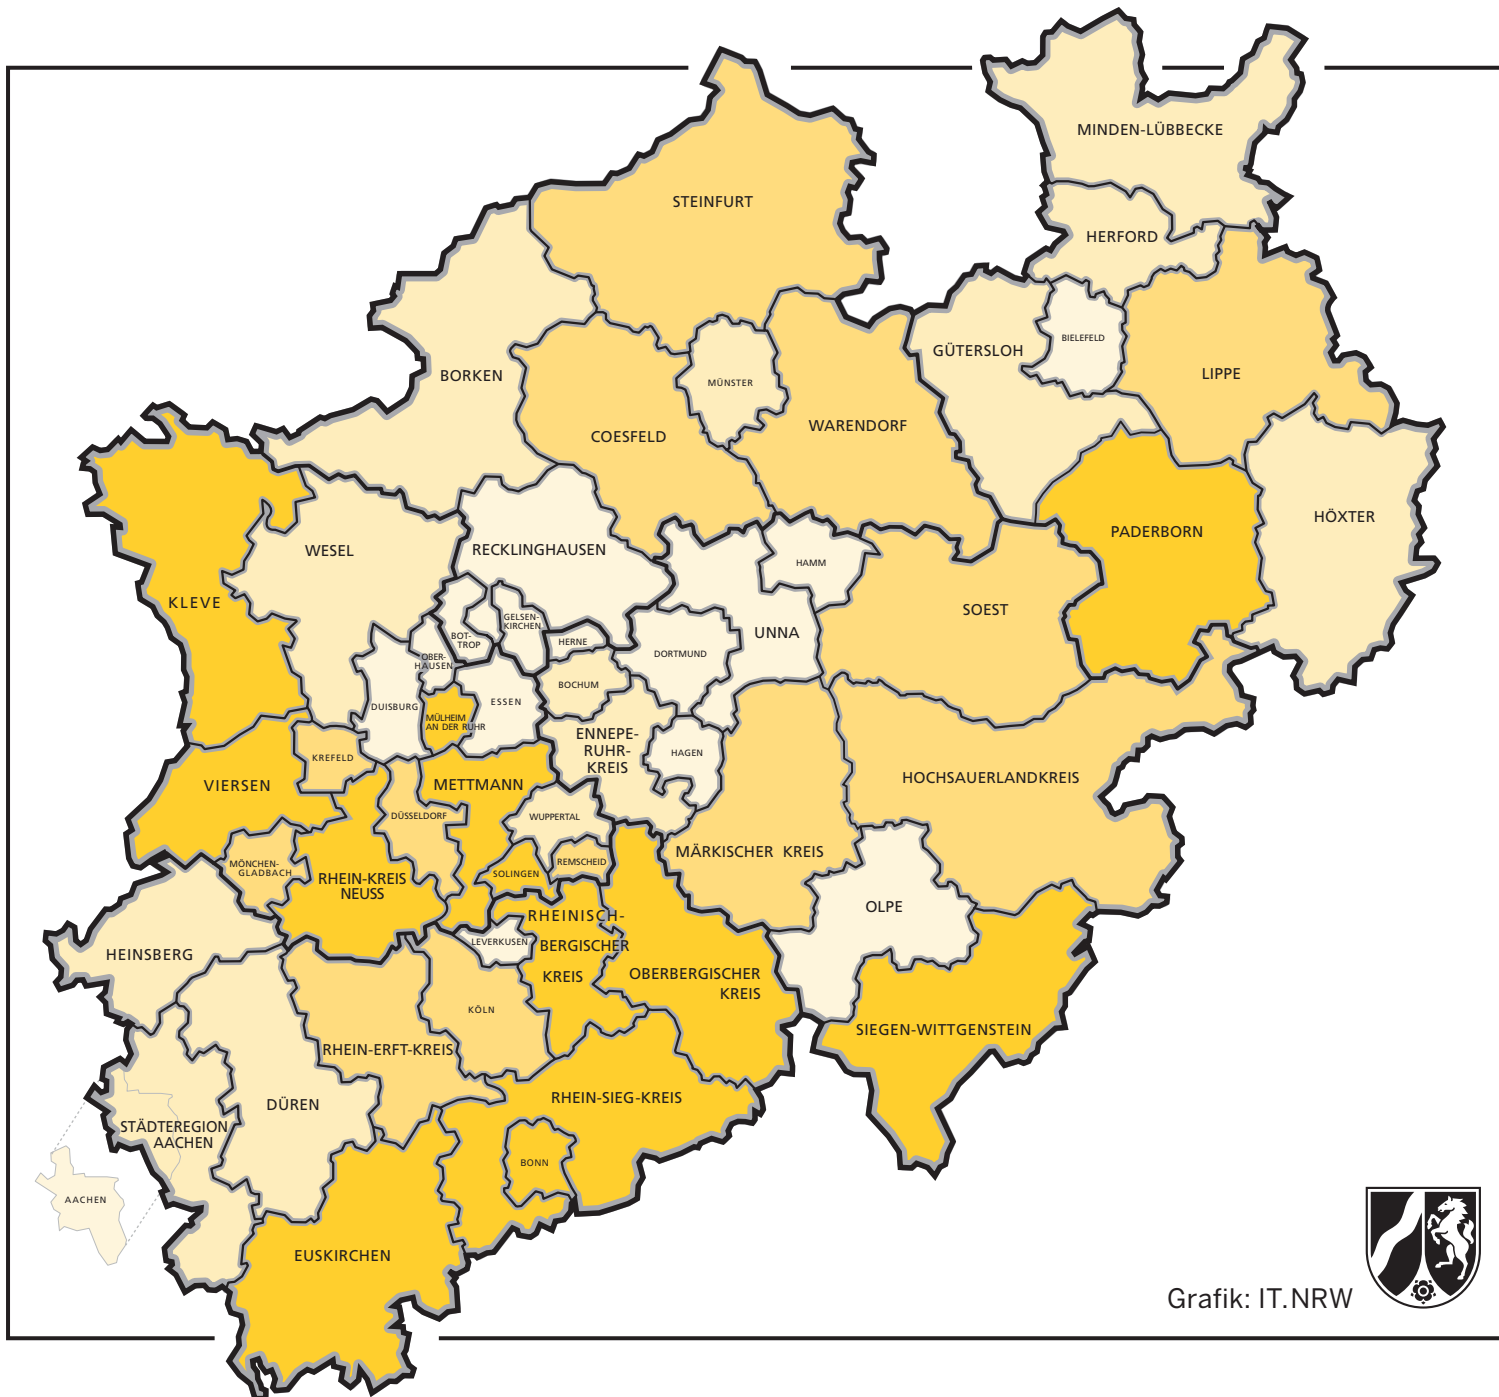 MINDEN-LÜBBECKE
STEINFURT
HERFORD
BIELEFELD
GÜTERSLOH
LIPPE
BORKEN
MÜNSTER
WARENDORF
COESFELD
HÖXTER
PADERBORN
WESEL
RECKLINGHAUSEN
HAMM
KLEVE
SOEST
GELSEN-
KIRCHEN
BOT-
TROP
HERNE
UNNA
DORTMUND
OBER-
HAUSEN
BOCHUM
ESSEN
DUISBURG
MÜLHEIM
AN DER RUHR
ENNEPE-
RUHR-
KREIS
HAGEN
KREFELD
HOCHSAUERLANDKREIS
VIERSEN
METTMANN
DÜSSELDORF
WUPPERTAL
MÄRKISCHER KREIS
REMSCHEID
MÖNCHEN-
GLADBACH
SOLINGEN
RHEIN-KREIS
NEUSS
OLPE
RHEINISCH-
BERGISCHER
KREIS
LEVERKUSEN
HEINSBERG
OBERBERGISCHER
KREIS
KÖLN
SIEGEN-WITTGENSTEIN
RHEIN-ERFT-KREIS
RHEIN-SIEG-KREIS
DÜREN
STÄDTEREGION
AACHEN
BONN
AACHEN
EUSKIRCHEN
Grafik: IT.NRW